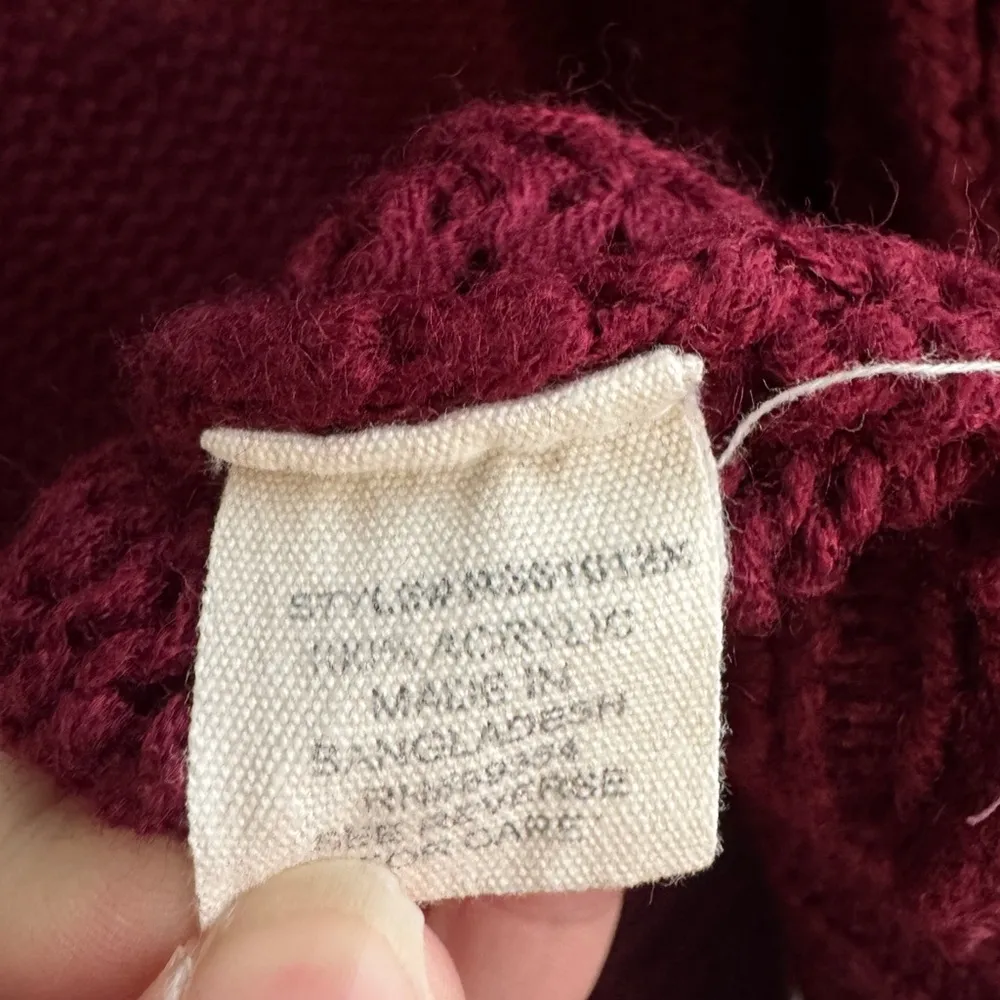 100% ACRYLIC
MADE IN
BANGLADESH
SEE REVERSE
FOR CARE